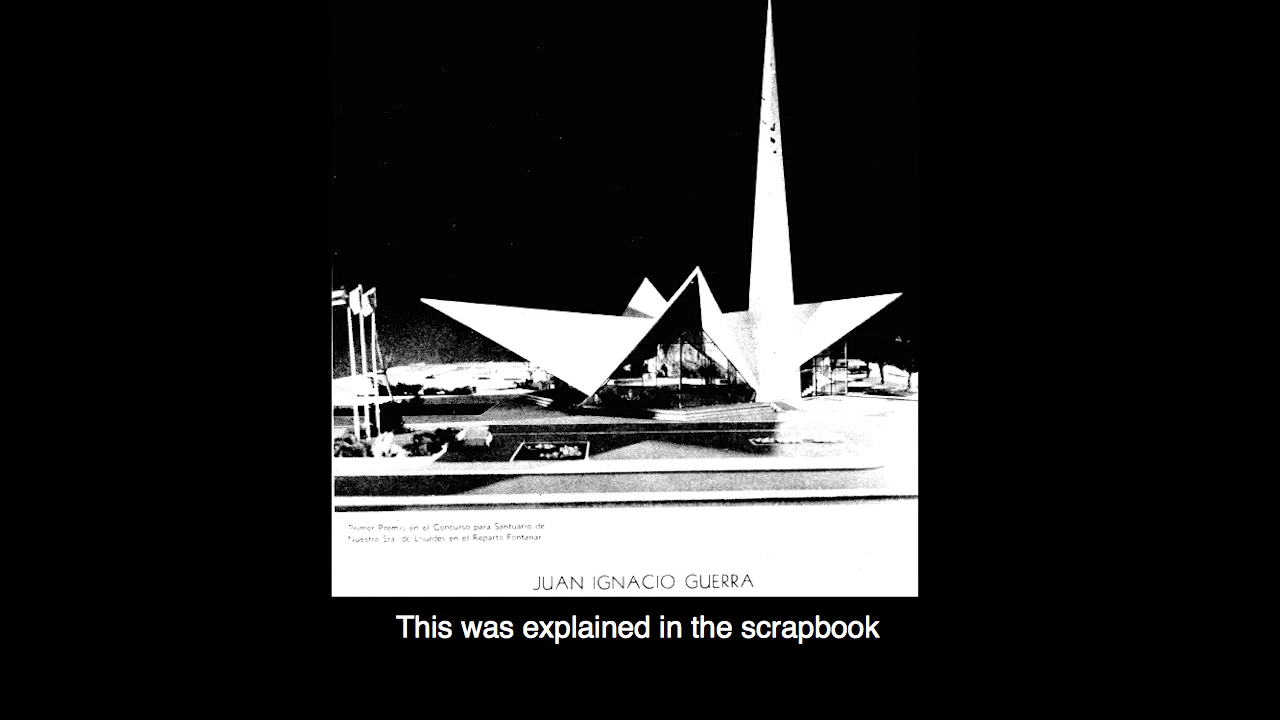 Primer Premio en el Concurso para Santuario de
Nuestra Sra. de Lourdes en el Reparto Fontanar
JUAN IGNACIO GUERRA
This was explained in the scrapbook